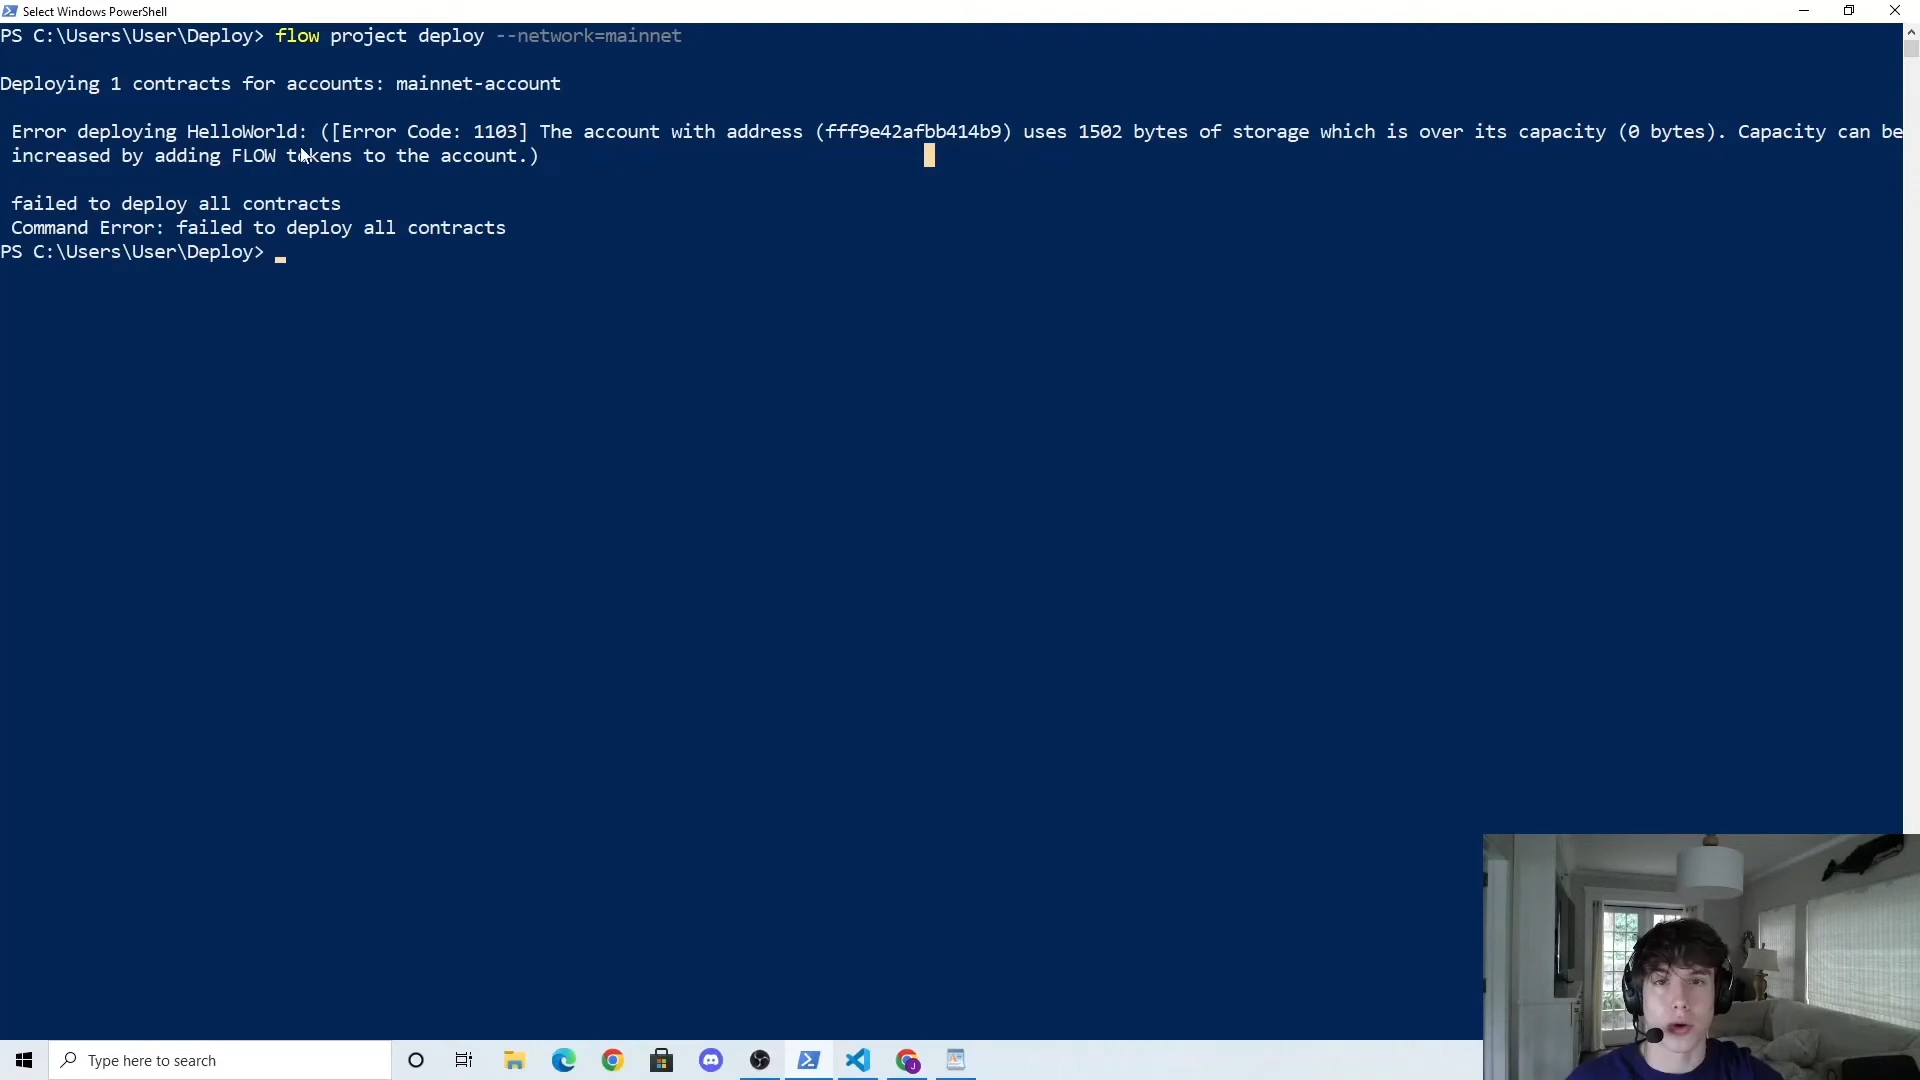 Select Windows PowerShell
PS C:\Users\User\Deploy> flow project deploy --network=mainnet
Deploying 1 contracts for accounts: mainnet-account
Error deploying HelloWorld: ([Error Code: 1103] The account with address (fff9e42afbb414b9) uses 1502 bytes of storage which is over its capacity (0 bytes). Capacity can be
increased by adding FLOW tokens to the account.)
failed to deploy all contracts
Command Error: failed to deploy all contracts
PS C:\Users\User\Deploy>
Type here to search